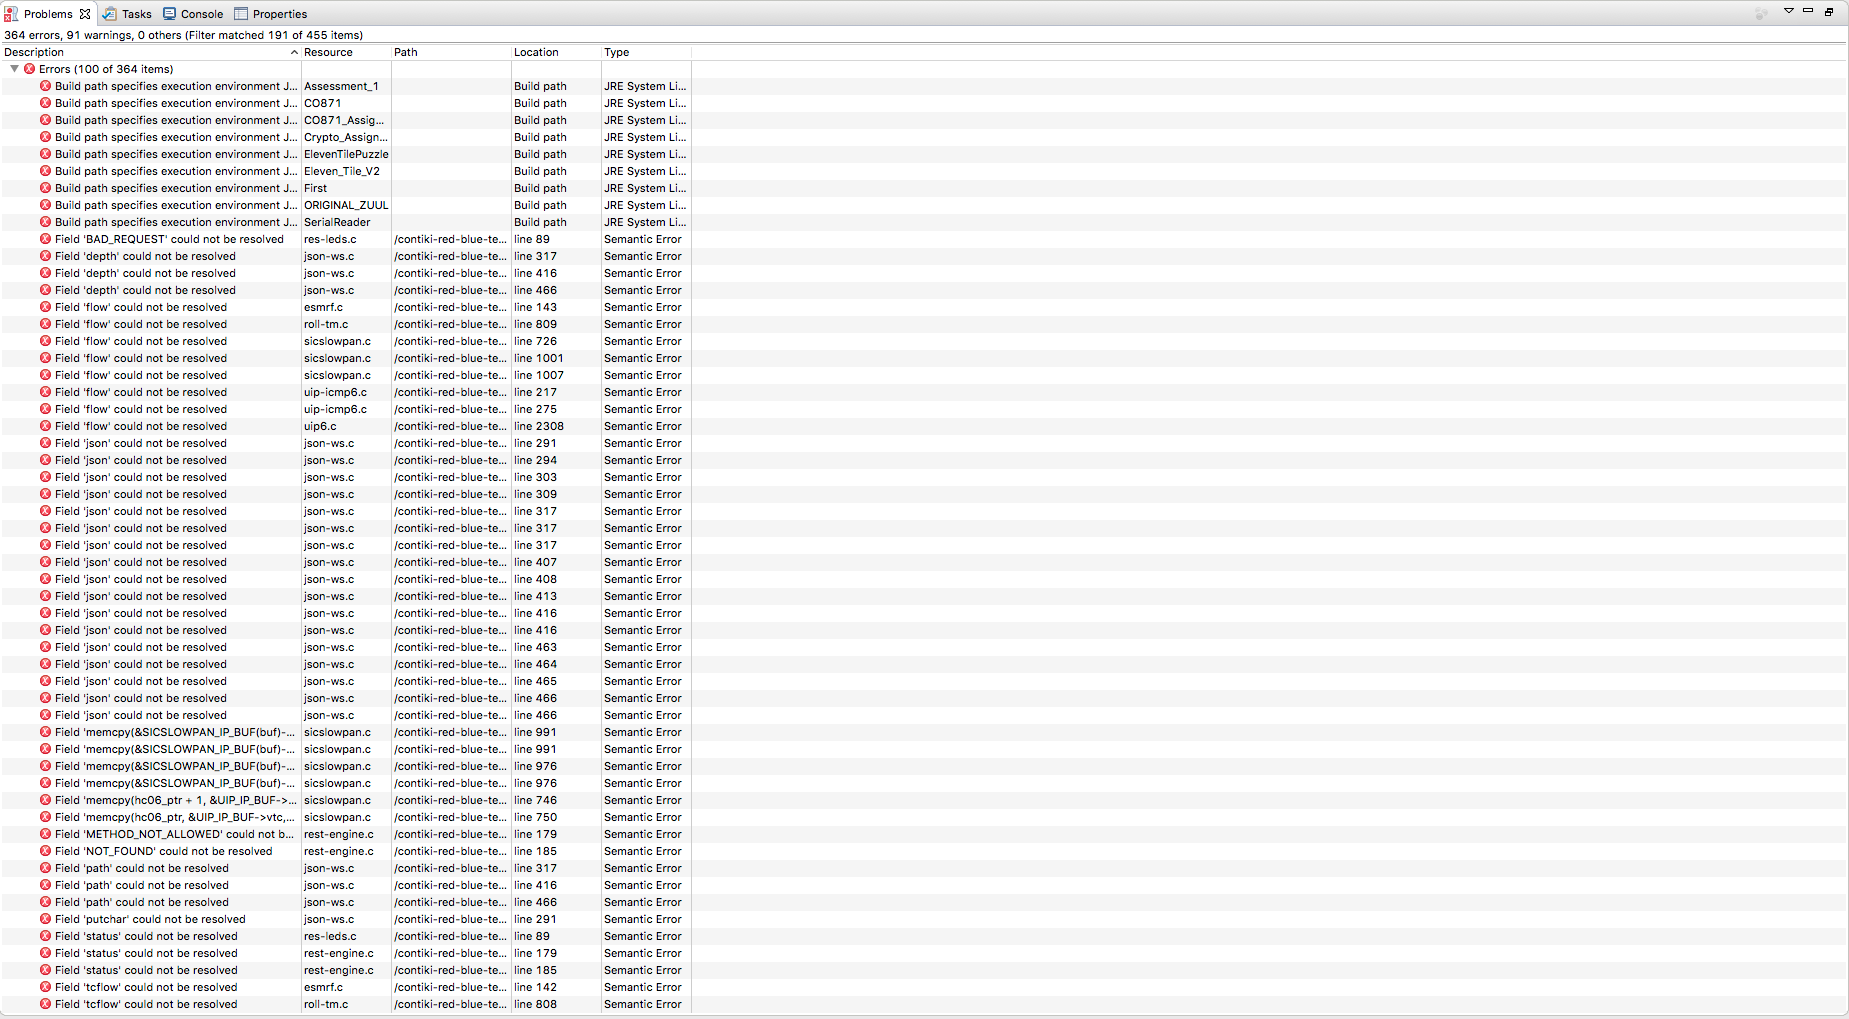 Problems Tasks Console Properties
364 errors, 91 warnings, 0 others (Filter matched 191 of 455 items)
Description Resource Path Location Type
Errors (100 of 364 items)
Build path specifies execution environment J... Assessment_1 Build path JRE System Li...
Build path specifies execution environment J... CO871 Build path JRE System Li...
Build path specifies execution environment J... CO871_Assig... Build path JRE System Li...
Build path specifies execution environment J... Crypto_Assign... Build path JRE System Li...
Build path specifies execution environment J... ElevenTilePuzzle Build path JRE System Li...
Build path specifies execution environment J... Eleven_Tile_V2 Build path JRE System Li...
Build path specifies execution environment J... First Build path JRE System Li...
Build path specifies execution environment J... ORIGINAL_ZUUL Build path JRE System Li...
Build path specifies execution environment J... SerialReader Build path JRE System Li...
Field 'BAD_REQUEST' could not be resolved res-leds.c /contiki-red-blue-te... line 89 Semantic Error
Field 'depth' could not be resolved json-ws.c /contiki-red-blue-te... line 317 Semantic Error
Field 'depth' could not be resolved json-ws.c /contiki-red-blue-te... line 416 Semantic Error
Field 'depth' could not be resolved json-ws.c /contiki-red-blue-te... line 466 Semantic Error
Field 'flow' could not be resolved esmrf.c /contiki-red-blue-te... line 143 Semantic Error
Field 'flow' could not be resolved roll-tm.c /contiki-red-blue-te... line 809 Semantic Error
Field 'flow' could not be resolved sicslowpan.c /contiki-red-blue-te... line 726 Semantic Error
Field 'flow' could not be resolved sicslowpan.c /contiki-red-blue-te... line 1001 Semantic Error
Field 'flow' could not be resolved sicslowpan.c /contiki-red-blue-te... line 1007 Semantic Error
Field 'flow' could not be resolved uip-icmp6.c /contiki-red-blue-te... line 217 Semantic Error
Field 'flow' could not be resolved uip-icmp6.c /contiki-red-blue-te... line 275 Semantic Error
Field 'flow' could not be resolved uip6.c /contiki-red-blue-te... line 2308 Semantic Error
Field 'json' could not be resolved json-ws.c /contiki-red-blue-te... line 291 Semantic Error
Field 'json' could not be resolved json-ws.c /contiki-red-blue-te... line 294 Semantic Error
Field 'json' could not be resolved json-ws.c /contiki-red-blue-te... line 303 Semantic Error
Field 'json' could not be resolved json-ws.c /contiki-red-blue-te... line 309 Semantic Error
Field 'json' could not be resolved json-ws.c /contiki-red-blue-te... line 317 Semantic Error
Field 'json' could not be resolved json-ws.c /contiki-red-blue-te... line 317 Semantic Error
Field 'json' could not be resolved json-ws.c /contiki-red-blue-te... line 317 Semantic Error
Field 'json' could not be resolved json-ws.c /contiki-red-blue-te... line 407 Semantic Error
Field 'json' could not be resolved json-ws.c /contiki-red-blue-te... line 408 Semantic Error
Field 'json' could not be resolved json-ws.c /contiki-red-blue-te... line 413 Semantic Error
Field 'json' could not be resolved json-ws.c /contiki-red-blue-te... line 416 Semantic Error
Field 'json' could not be resolved json-ws.c /contiki-red-blue-te... line 416 Semantic Error
Field 'json' could not be resolved json-ws.c /contiki-red-blue-te... line 463 Semantic Error
Field 'json' could not be resolved json-ws.c /contiki-red-blue-te... line 464 Semantic Error
Field 'json' could not be resolved json-ws.c /contiki-red-blue-te... line 465 Semantic Error
Field 'json' could not be resolved json-ws.c /contiki-red-blue-te... line 466 Semantic Error
Field 'json' could not be resolved json-ws.c /contiki-red-blue-te... line 466 Semantic Error
Field 'memcpy(&SICSLOWPAN_IP_BUF(buf)-... sicslowpan.c /contiki-red-blue-te... line 991 Semantic Error
Field 'memcpy(&SICSLOWPAN_IP_BUF(buf)-... sicslowpan.c /contiki-red-blue-te... line 991 Semantic Error
Field 'memcpy(&SICSLOWPAN_IP_BUF(buf)-... sicslowpan.c /contiki-red-blue-te... line 976 Semantic Error
Field 'memcpy(&SICSLOWPAN_IP_BUF(buf)-... sicslowpan.c /contiki-red-blue-te... line 976 Semantic Error
Field 'memcpy(hc06_ptr + 1, &UIP_IP_BUF->... sicslowpan.c /contiki-red-blue-te... line 746 Semantic Error
Field 'memcpy(hc06_ptr, &UIP_IP_BUF->vtc,... sicslowpan.c /contiki-red-blue-te... line 750 Semantic Error
Field 'METHOD_NOT_ALLOWED' could not b... rest-engine.c /contiki-red-blue-te... line 179 Semantic Error
Field 'NOT_FOUND' could not be resolved rest-engine.c /contiki-red-blue-te... line 185 Semantic Error
Field 'path' could not be resolved json-ws.c /contiki-red-blue-te... line 317 Semantic Error
Field 'path' could not be resolved json-ws.c /contiki-red-blue-te... line 416 Semantic Error
Field 'path' could not be resolved json-ws.c /contiki-red-blue-te... line 466 Semantic Error
Field 'putchar' could not be resolved json-ws.c /contiki-red-blue-te... line 291 Semantic Error
Field 'status' could not be resolved res-leds.c /contiki-red-blue-te... line 89 Semantic Error
Field 'status' could not be resolved rest-engine.c /contiki-red-blue-te... line 179 Semantic Error
Field 'status' could not be resolved rest-engine.c /contiki-red-blue-te... line 185 Semantic Error
Field 'tcflow' could not be resolved esmrf.c /contiki-red-blue-te... line 142 Semantic Error
Field 'tcflow' could not be resolved roll-tm.c /contiki-red-blue-te... line 808 Semantic Error